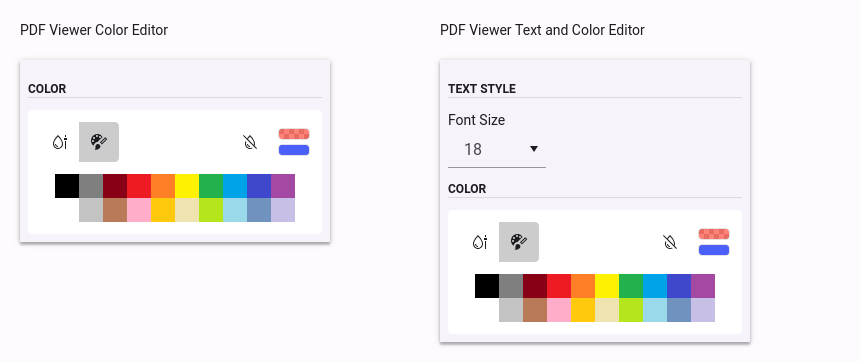 PDF Viewer Color Editor
COLOR
PDF Viewer Text and Color Editor
TEXT STYLE
Font Size
18
COLOR